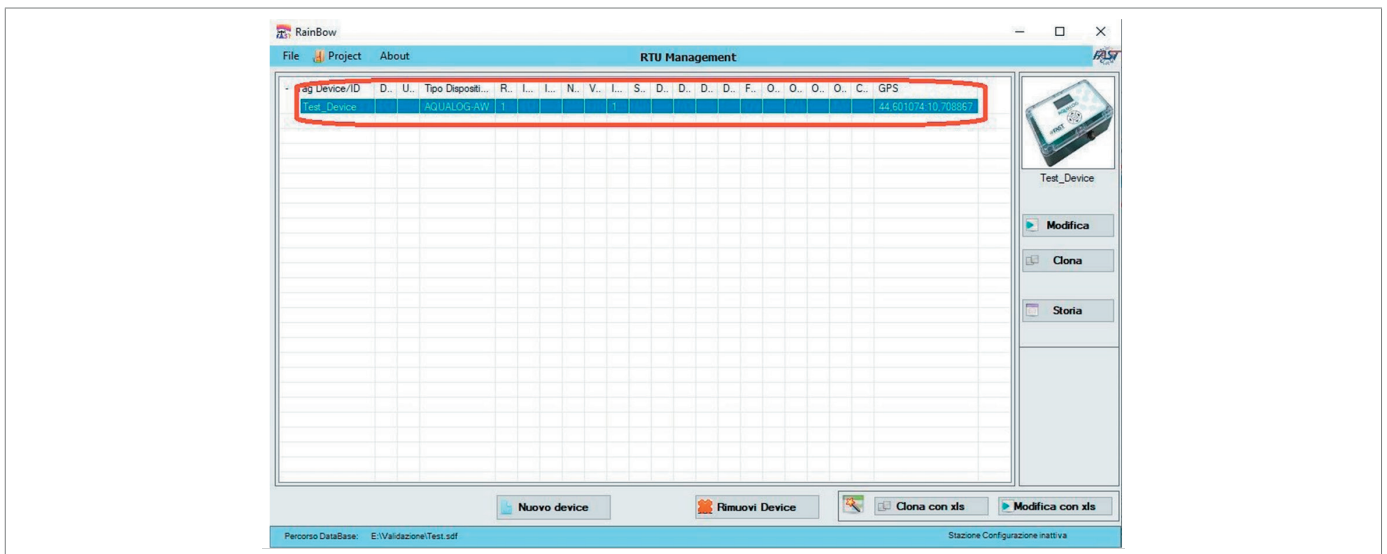 RainBow
File Project About RTU Management FAST
Tag Device/ID D.. U.. Tipo Dispositi... R.. I... I... N.. V.. I... S.. D.. D.. D.. D.. F.. O.. O.. O.. O.. C.. GPS
Test_Device AQUALOG-AW 1 1 44,601074;10,708867
Test_Device
Modifica
Clona
Storia
Nuovo device Rimuovi Device Clona con xls Modifica con xls
Percorso DataBase: E:\Validazione\Test.sdf Stazione Configurazione inattiva